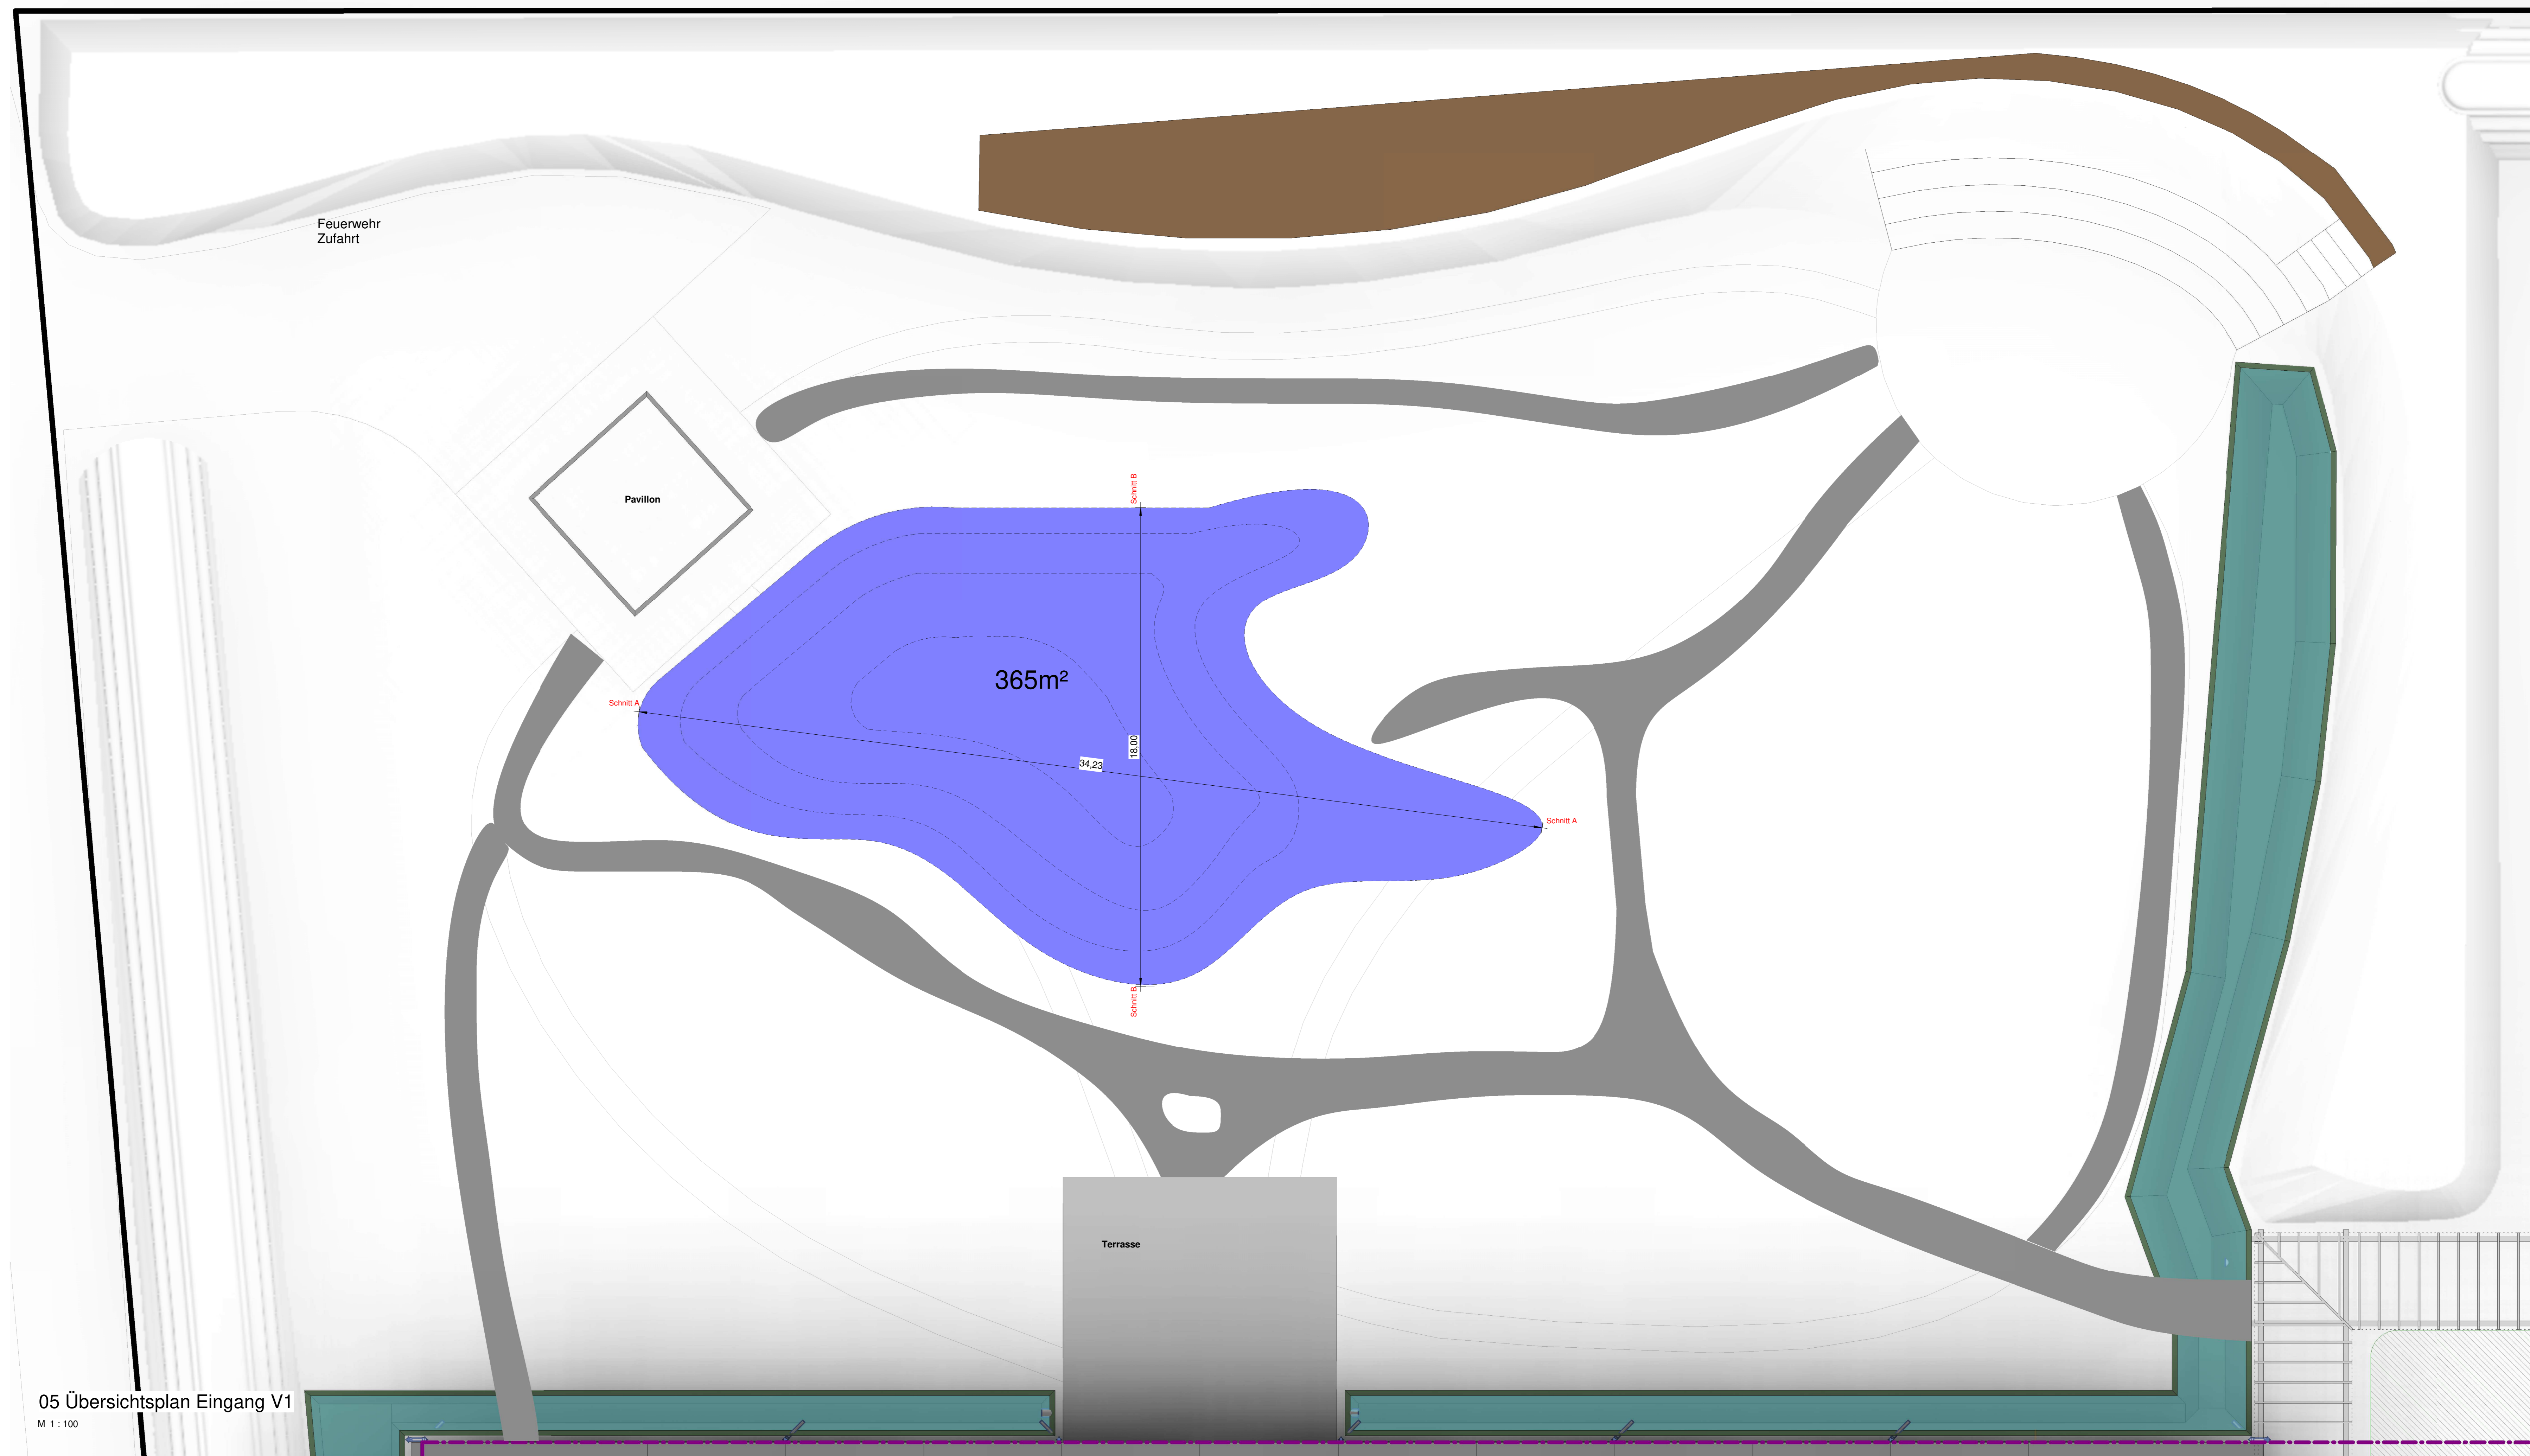 Feuerwehr
Zufahrt
Pavillon
Schnitt B
365m²
Schnitt A
18.00
34,23
Schnitt A
Schnitt B
Terrasse
05 Übersichtsplan Eingang V1
M 1 : 100